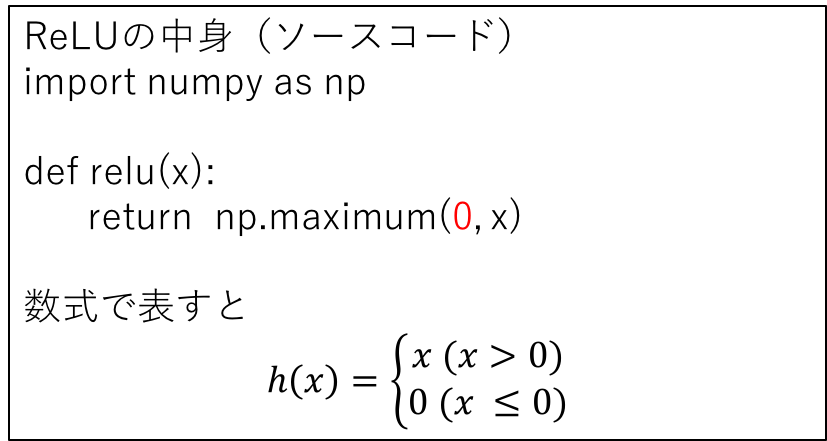 ReLUの中身（ソースコード）
import numpy as np
def relu(x):
return np.maximum(0, x)
数式で表すと
h(x) = {x (x > 0)
0 (x ≤ 0)